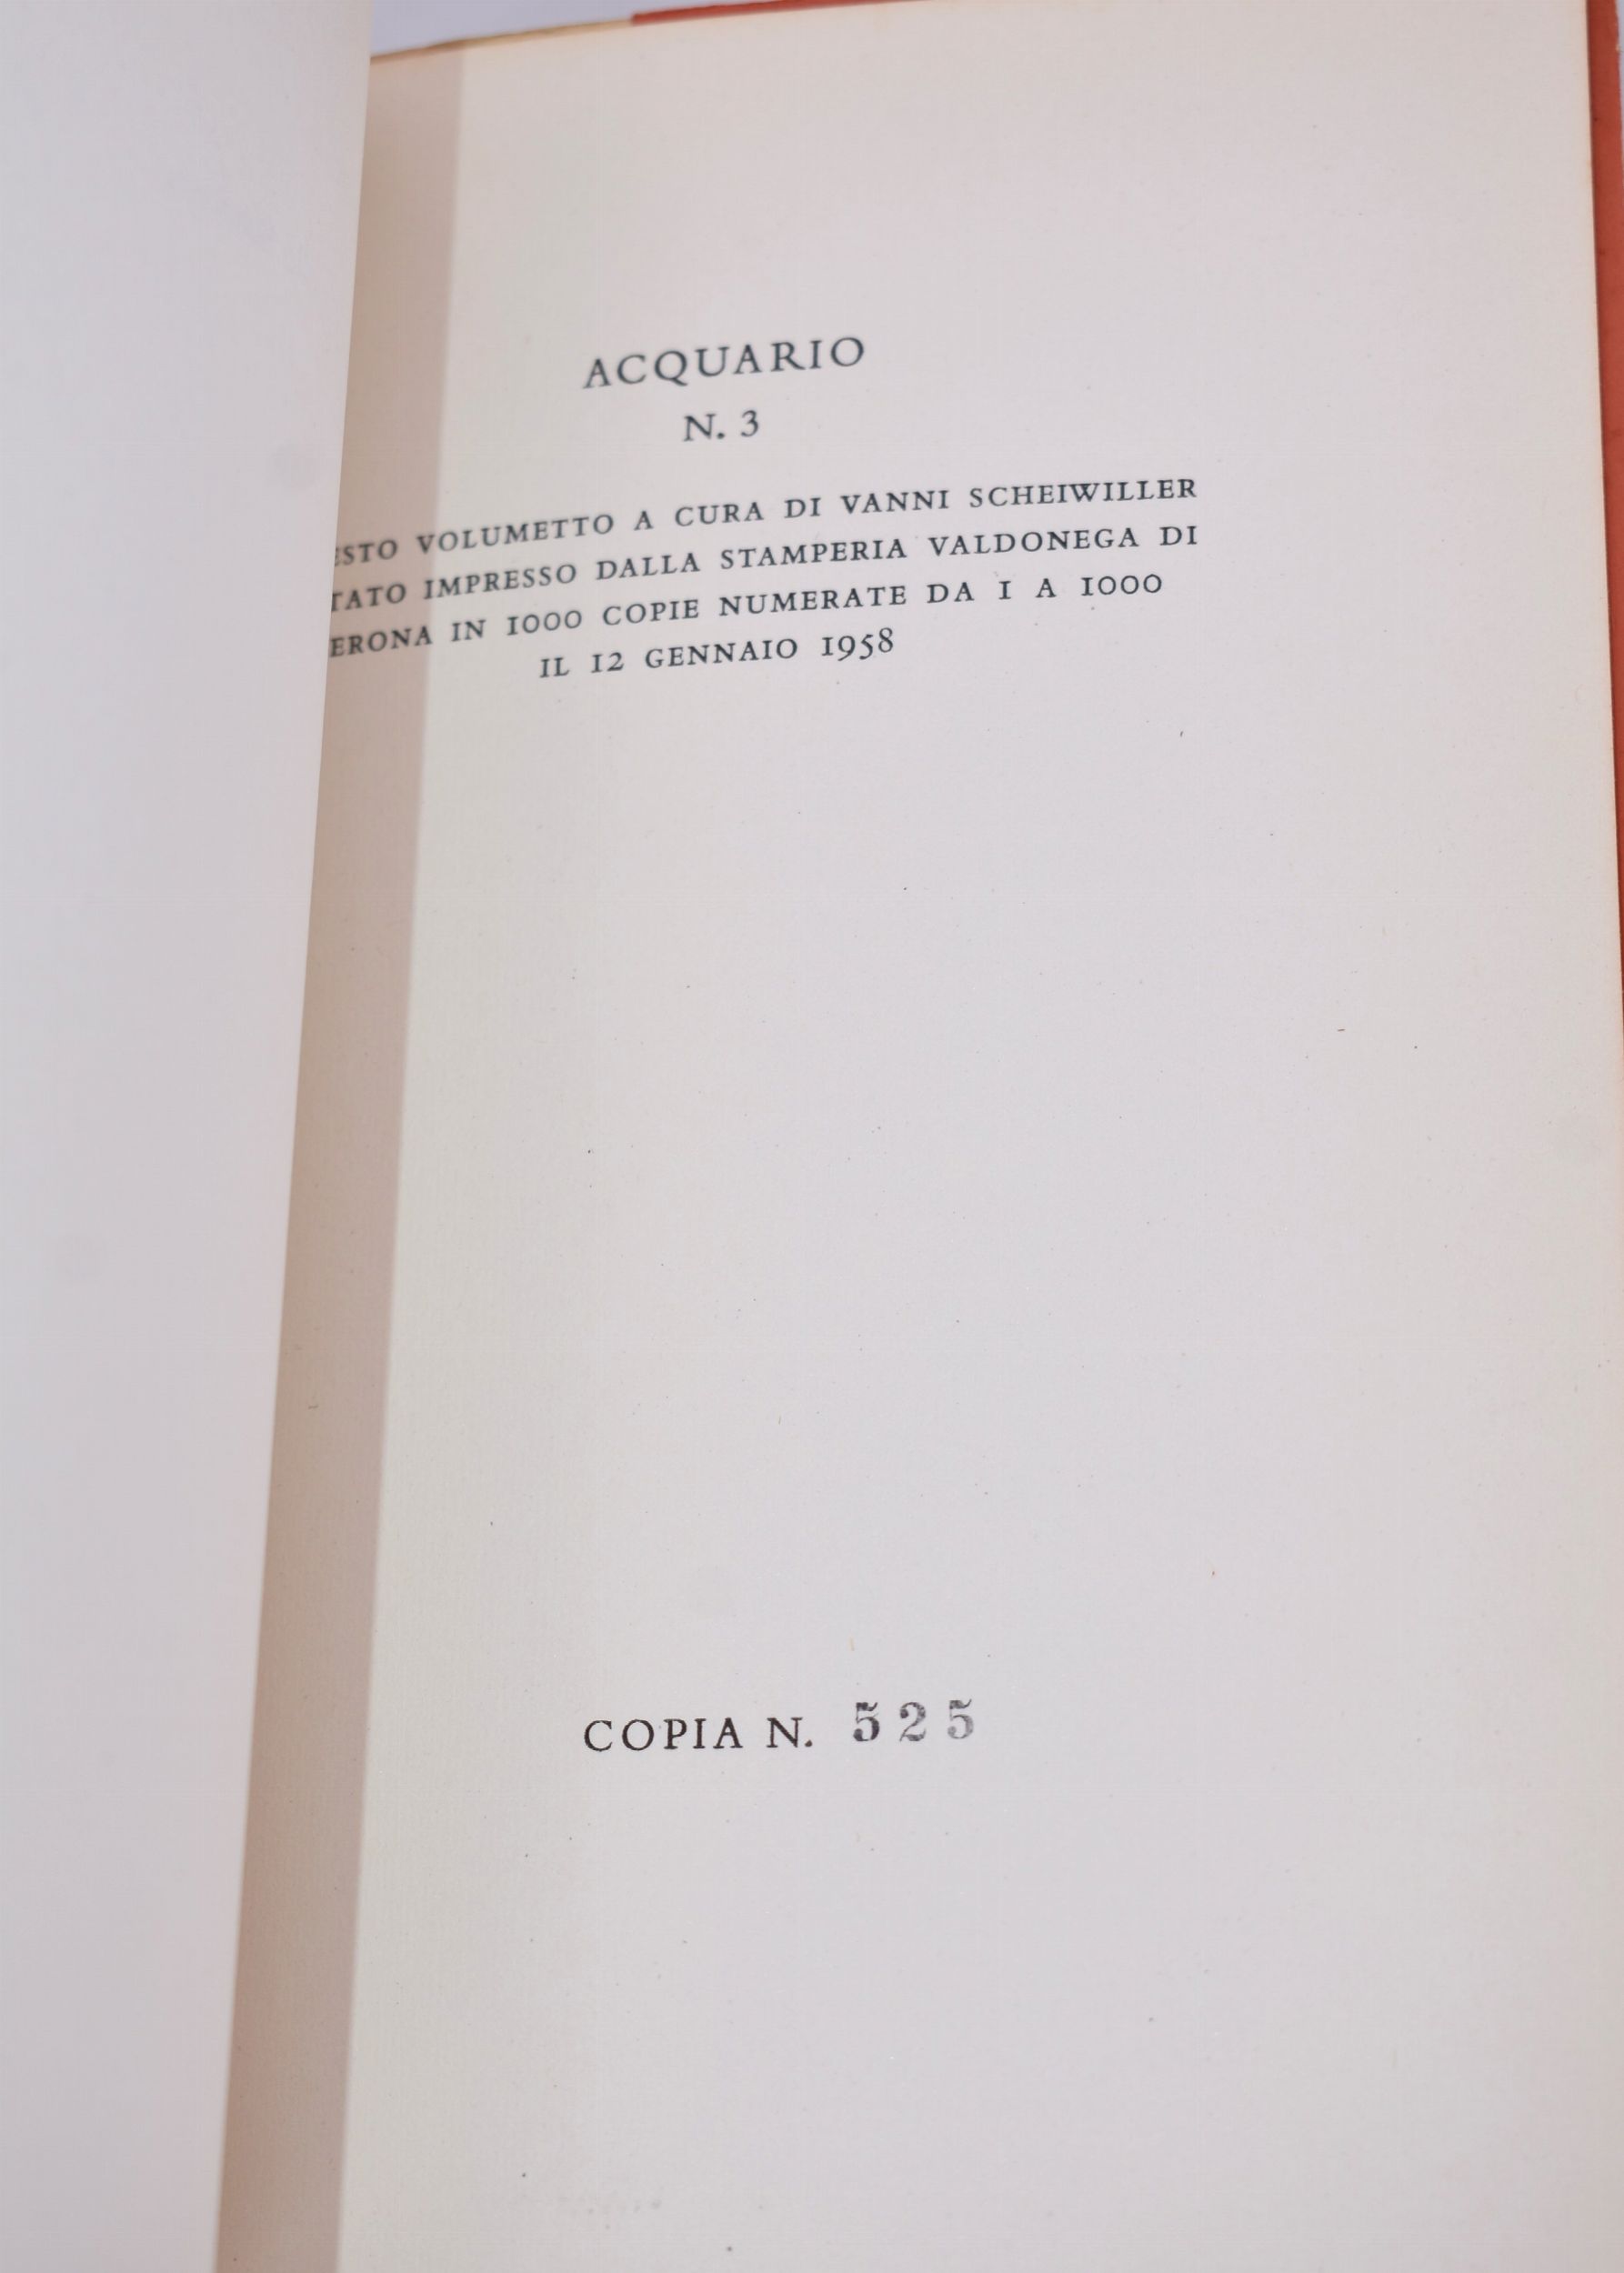 ACQUARIO
N. 3
ESTO VOLUMETTO A CURA DI VANNI SCHEIWILLER
TATO IMPRESSO DALLA STAMPERIA VALDONEGA DI
ERONA IN 1000 COPIE NUMERATE DA 1 A 1000
IL 12 GENNAIO 1958
COPIA N. 525